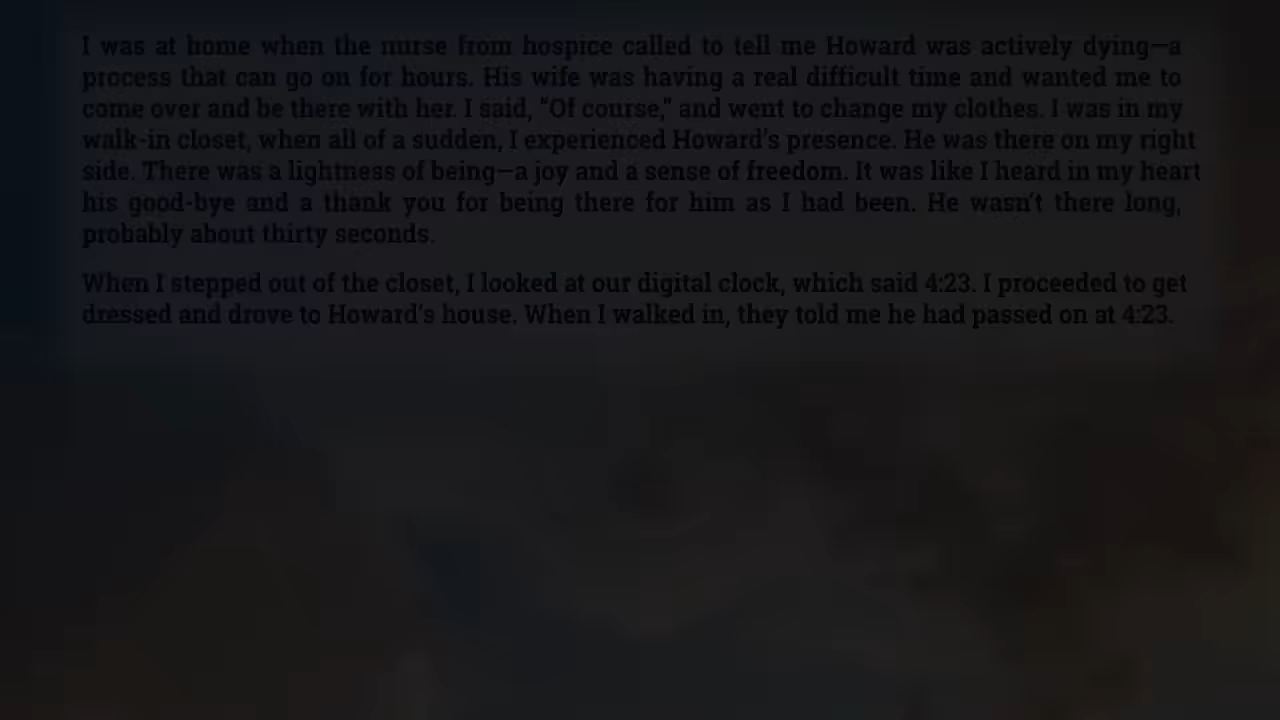 I was at home when the nurse from hospice called to tell me Howard was actively dying—a
process that can go on for hours. His wife was having a real difficult time and wanted me to
come over and be there with her. I said, “Of course,” and went to change my clothes. I was in my
walk-in closet, when all of a sudden, I experienced Howard’s presence. He was there on my right
side. There was a lightness of being—a joy and a sense of freedom. It was like I heard in my heart
his good-bye and a thank you for being there for him as I had been. He wasn’t there long,
probably about thirty seconds.
When I stepped out of the closet, I looked at our digital clock, which said 4:23. I proceeded to get
dressed and drove to Howard’s house. When I walked in, they told me he had passed on at 4:23.